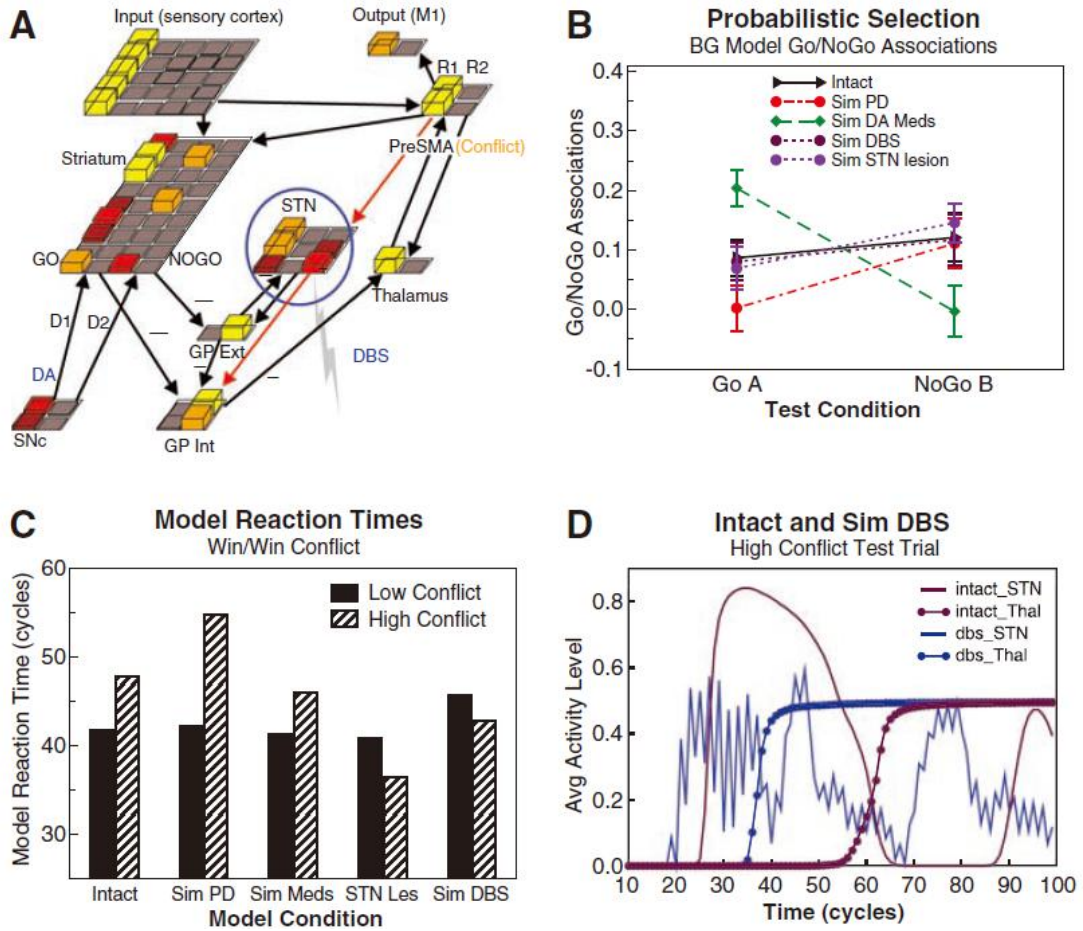 A
Input (sensory cortex)
Output (M1)
R1 R2
Striatum
PreSMA (Conflict)
STN
GO
NOGO
Thalamus
D1
D2
GP Ext
DBS
DA
SNc
GP Int
B
Probabilistic Selection
BG Model Go/NoGo Associations
Go/NoGo Associations
0.4
0.3
0.2
0.1
0.0
-0.1
Intact
Sim PD
Sim DA Meds
Sim DBS
Sim STN lesion
Go A
NoGo B
Test Condition
C
Model Reaction Times
Win/Win Conflict
Model Reaction Time (cycles)
60
50
40
30
Low Conflict
High Conflict
Intact
Sim PD
Sim Meds
STN Les
Sim DBS
Model Condition
D
Intact and Sim DBS
High Conflict Test Trial
Avg Activity Level
0.8
0.6
0.4
0.2
0.0
intact_STN
intact_Thal
dbs_STN
dbs_Thal
10 20 30 40 50 60 70 80 90 100
Time (cycles)